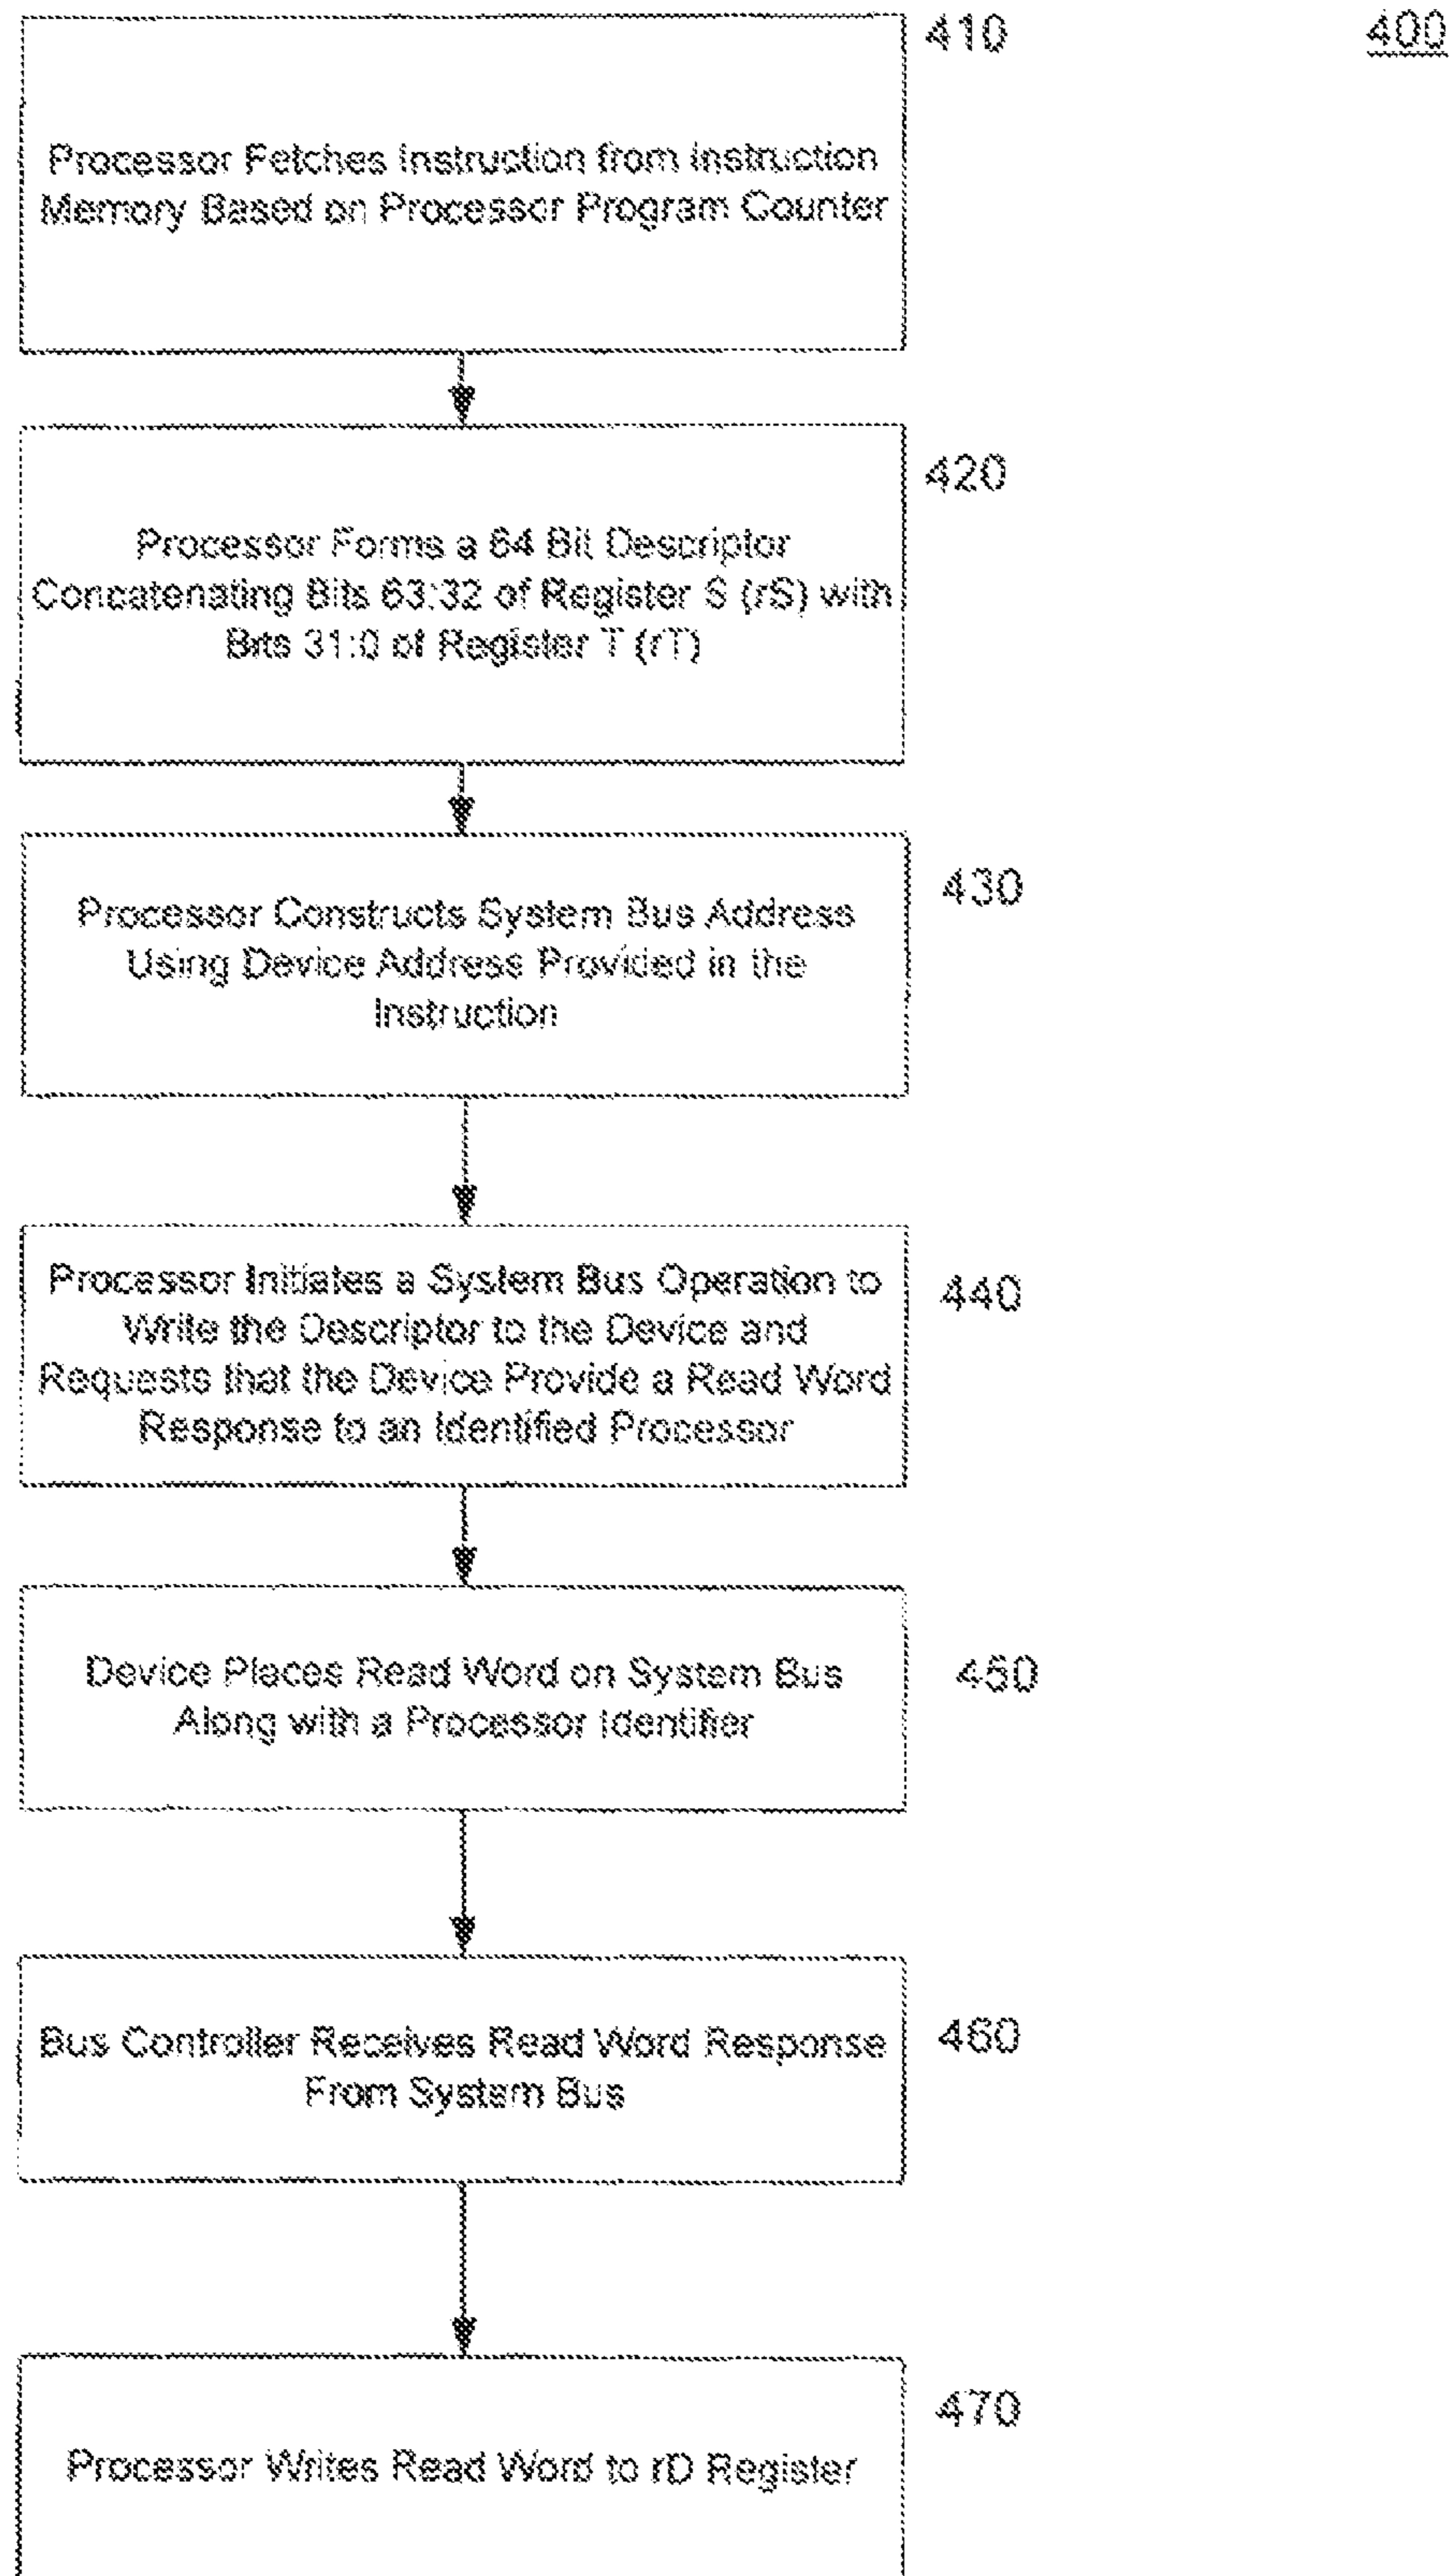 410
400
Processor Fetches Instruction from Instruction
Memory Based on Processor Program Counter
420
Processor Forms a 64 Bit Descriptor
Concatenating Bits 63:32 of Register S (rS) with
Bits 31:0 of Register T (rT)
430
Processor Constructs System Bus Address
Using Device Address Provided in the
Instruction
440
Processor Initiates a System Bus Operation to
Write the Descriptor to the Device and
Requests that the Device Provide a Read Word
Response to an Identified Processor
450
Device Places Read Word on System Bus
Along with a Processor Identifier
460
Bus Controller Receives Read Word Response
From System Bus
470
Processor Writes Read Word to rD Register